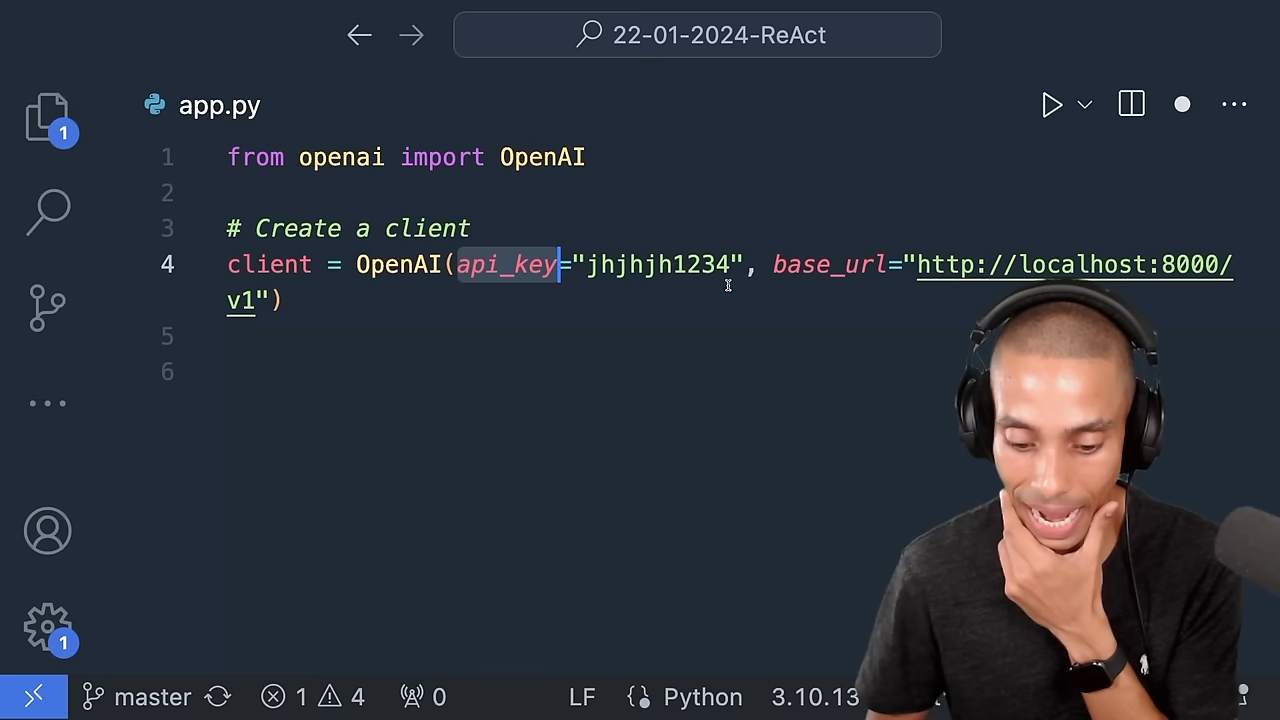 22-01-2024-ReAct
1
app.py
1 from openai import OpenAI
2
3 # Create a client
4 client = OpenAI(api_key="jhjhjh1234", base_url="http://localhost:8000/
v1")
5
6
1
master 1 4 0 LF Python 3.10.13